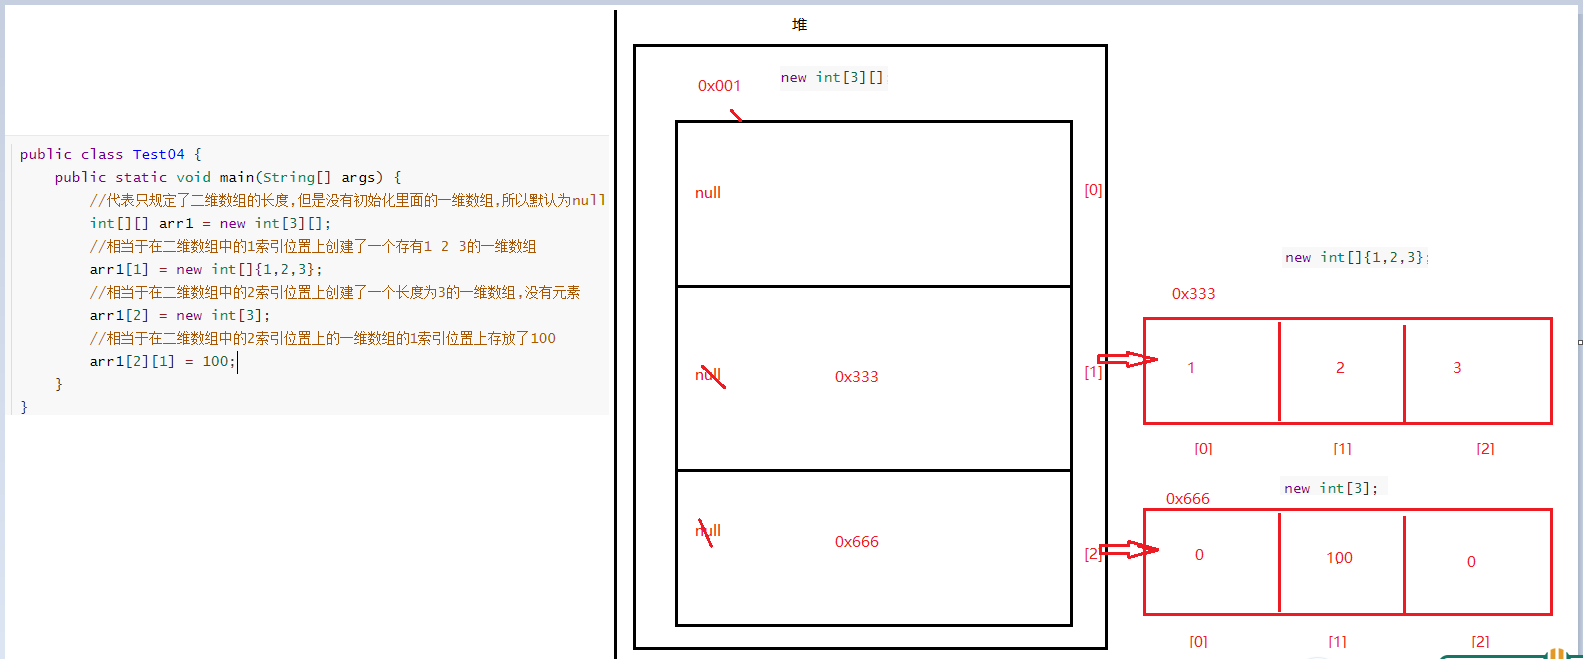 public class Test04 {
public static void main(String[] args) {
//代表只规定了二维数组的长度,但是没有初始化里面的一维数组,所以默认为null
int[][] arr1 = new int[3][];
//相当于在二维数组中的1索引位置上创建了一个存有1 2 3的一维数组
arr1[1] = new int[]{1,2,3};
//相当于在二维数组中的2索引位置上创建了一个长度为3的一维数组,没有元素
arr1[2] = new int[3];
//相当于在二维数组中的2索引位置上的一维数组的1索引位置上存放了100
arr1[2][1] = 100;
}
}
堆
0x001
new int[3][];
null
[0]
null
0x333
[1]
null
0x666
[2]
new int[]{1,2,3};
0x333
1
2
3
[0]
[1]
[2]
new int[3];
0x666
0
100
0
[0]
[1]
[2]